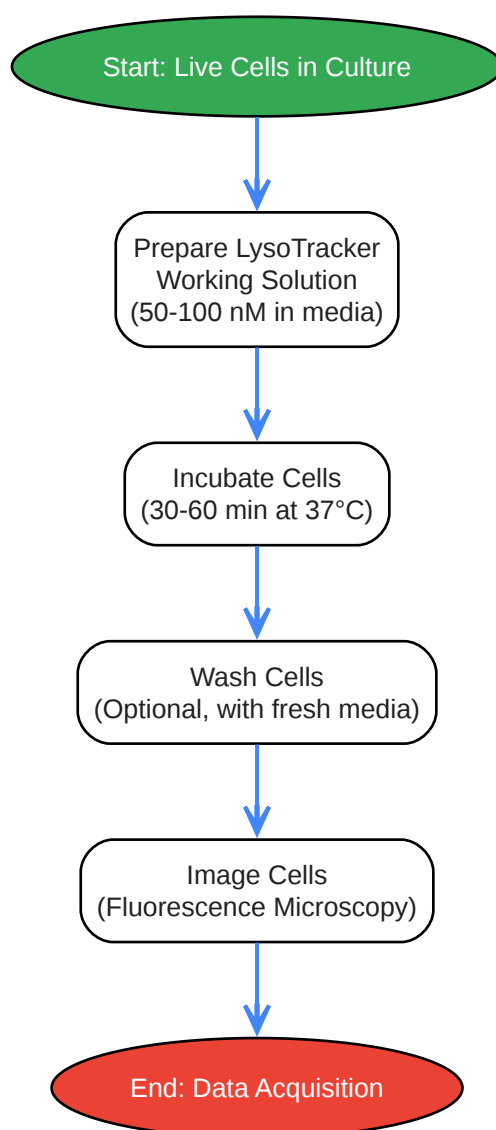 Start: Live Cells in Culture
Prepare LysoTracker
Working Solution
(50-100 nM in media)
Incubate Cells
(30-60 min at 37°C)
Wash Cells
(Optional, with fresh media)
Image Cells
(Fluorescence Microscopy)
End: Data Acquisition